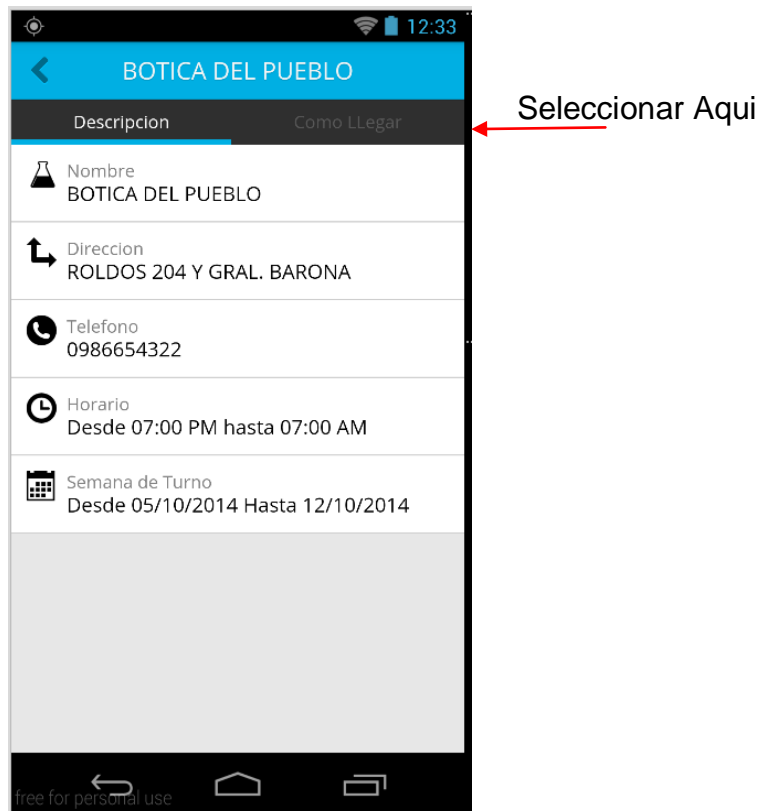 12:33
BOTICA DEL PUEBLO
Descripcion
Como LLegar
Seleccionar Aqui
Nombre
BOTICA DEL PUEBLO
Direccion
ROLDOS 204 Y GRAL. BARONA
Telefono
0986654322
Horario
Desde 07:00 PM hasta 07:00 AM
Semana de Turno
Desde 05/10/2014 Hasta 12/10/2014
free for personal use